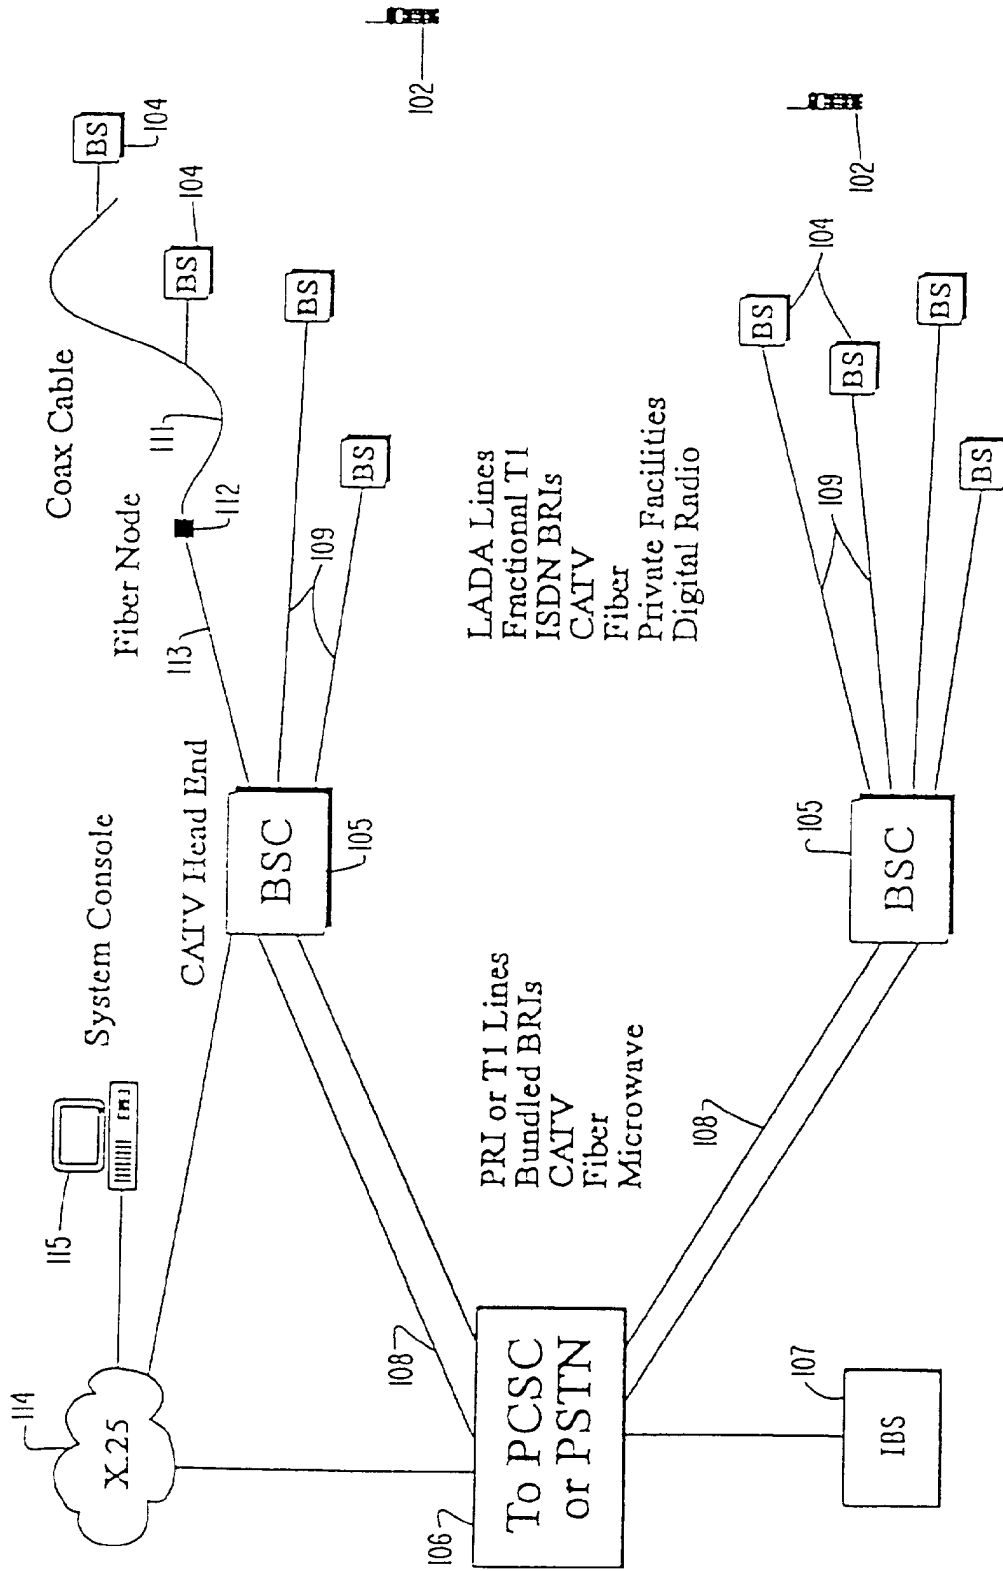 114
X.25
115
System Console
CATV Head End
BSC
105
113
Fiber Node
112
111
Coax Cable
BS
104
BS
104
BS
BS
109
102
106
To PCSC
or PSTN
108
PRI or T1 Lines
Bundled BRIs
CATV
Fiber
Microwave
LADA Lines
Fractional T1
ISDN BRIs
CATV
Fiber
Private Facilities
Digital Radio
107
IBS
108
BSC
105
109
BS
104
BS
BS
BS
102